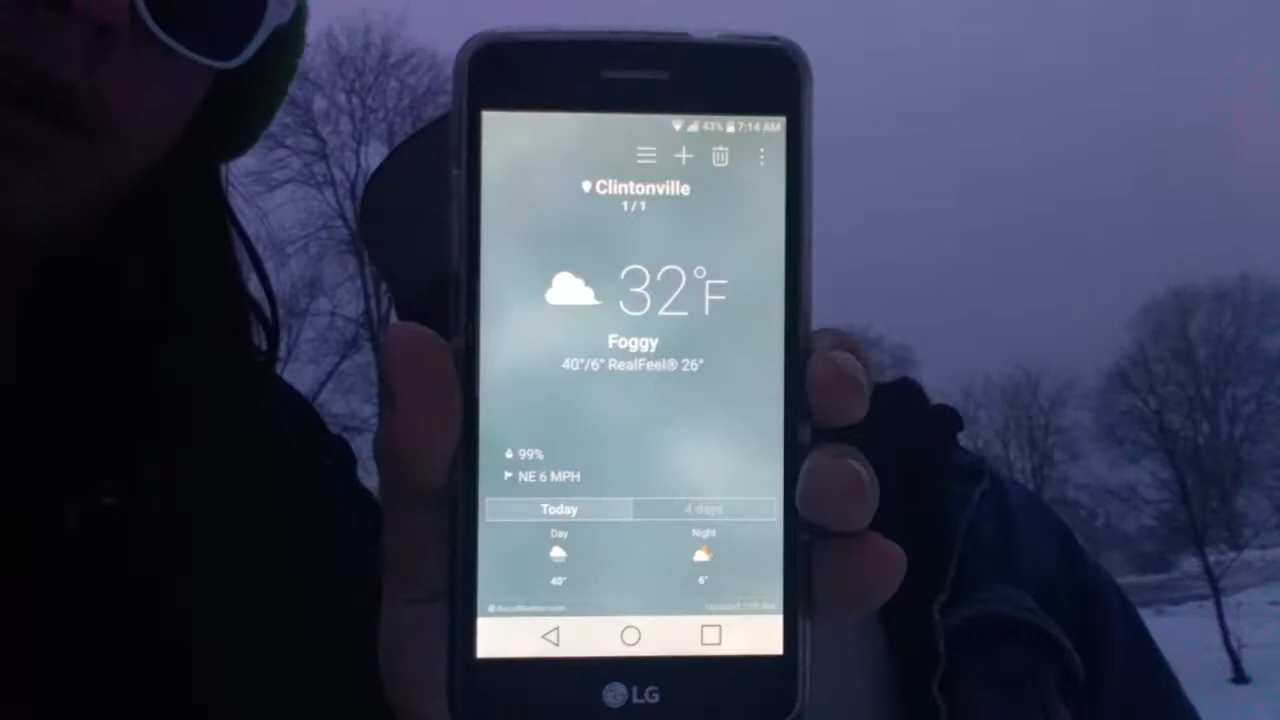 43% 7:14 AM
Clintonville
1/1
32°F
Foggy
40°/6° RealFeel® 26°
99%
NE 6 MPH
Today 4 days
Day Night
40° 6°
LG